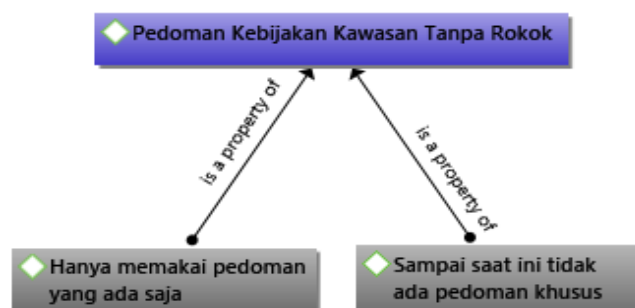 Pedoman Kebijakan Kawasan Tanpa Rokok
is a property of
is a property of
Hanya memakai pedoman
yang ada saja
Sampai saat ini tidak
ada pedoman khusus